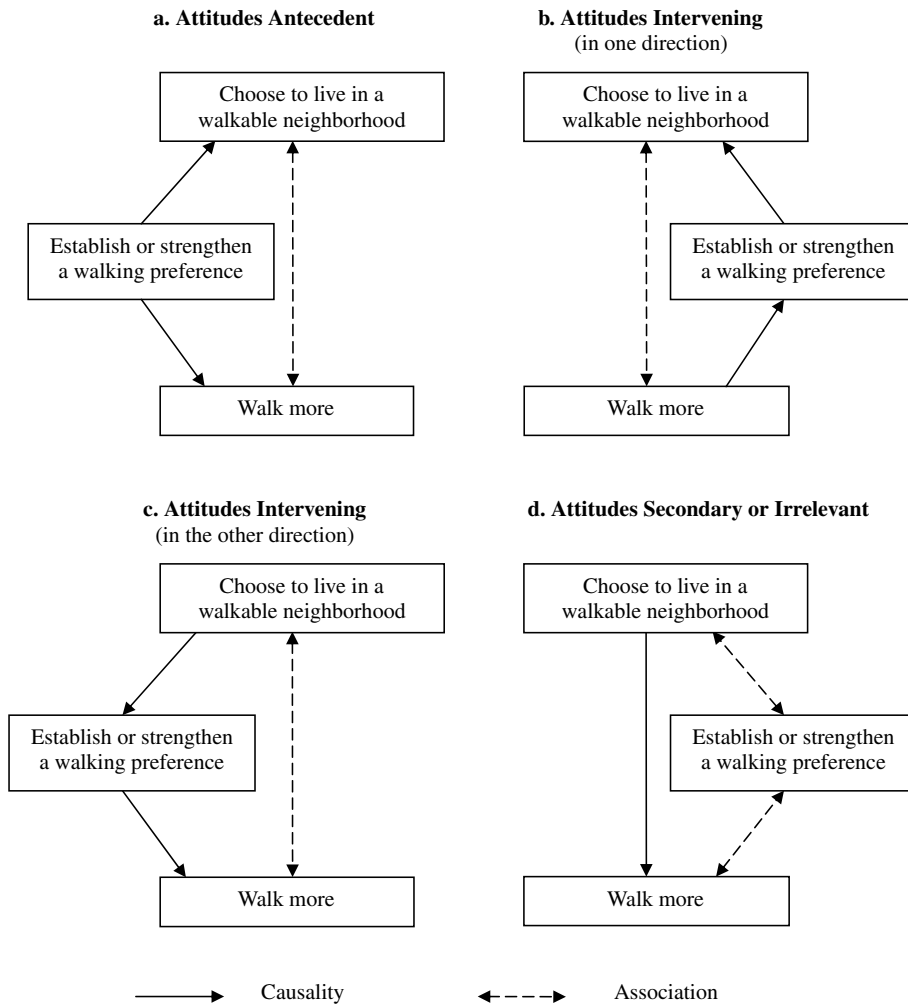 a. Attitudes Antecedent
Choose to live in a
walkable neighborhood
Establish or strengthen
a walking preference
Walk more
b. Attitudes Intervening
(in one direction)
Choose to live in a
walkable neighborhood
Establish or strengthen
a walking preference
Walk more
c. Attitudes Intervening
(in the other direction)
Choose to live in a
walkable neighborhood
Establish or strengthen
a walking preference
Walk more
d. Attitudes Secondary or Irrelevant
Choose to live in a
walkable neighborhood
Establish or strengthen
a walking preference
Walk more
Causality
Association